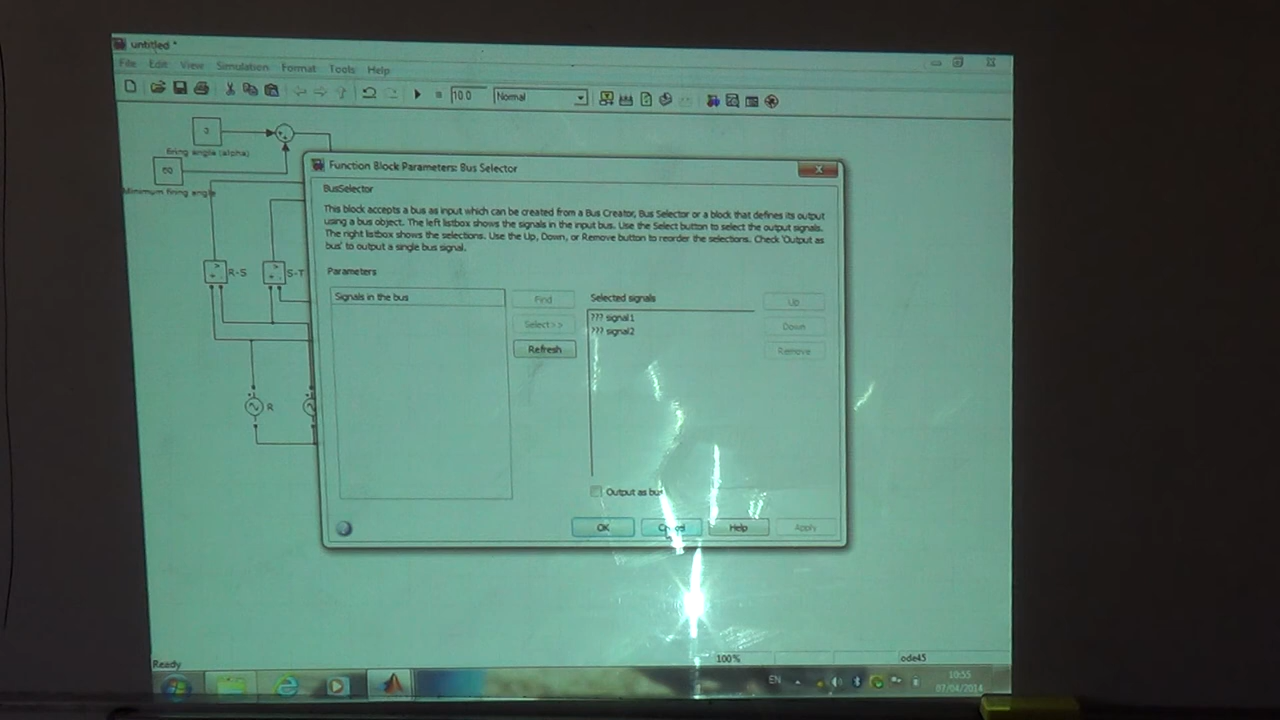 untitled *
File Edit View Simulation Format Tools Help
10.0 Normal
firing angle (alpha)
Minimum firing angle
R-S S-T
R
Function Block Parameters: Bus Selector
BusSelector
This block accepts a bus as input which can be created from a Bus Creator, Bus Selector or a block that defines its output
using a bus object. The left listbox shows the signals in the input bus. Use the Select button to select the output signals.
The right listbox shows the selections. Use the Up, Down, or Remove button to reorder the selections. Check 'Output as
bus' to output a single bus signal.
Parameters
Signals in the bus
Find
Select>>
Refresh
Selected signals
??? signal1
??? signal2
Up
Down
Remove
Output as bus
OK Cancel Help Apply
Ready 100% ode45
EN 10:55
07/04/2014